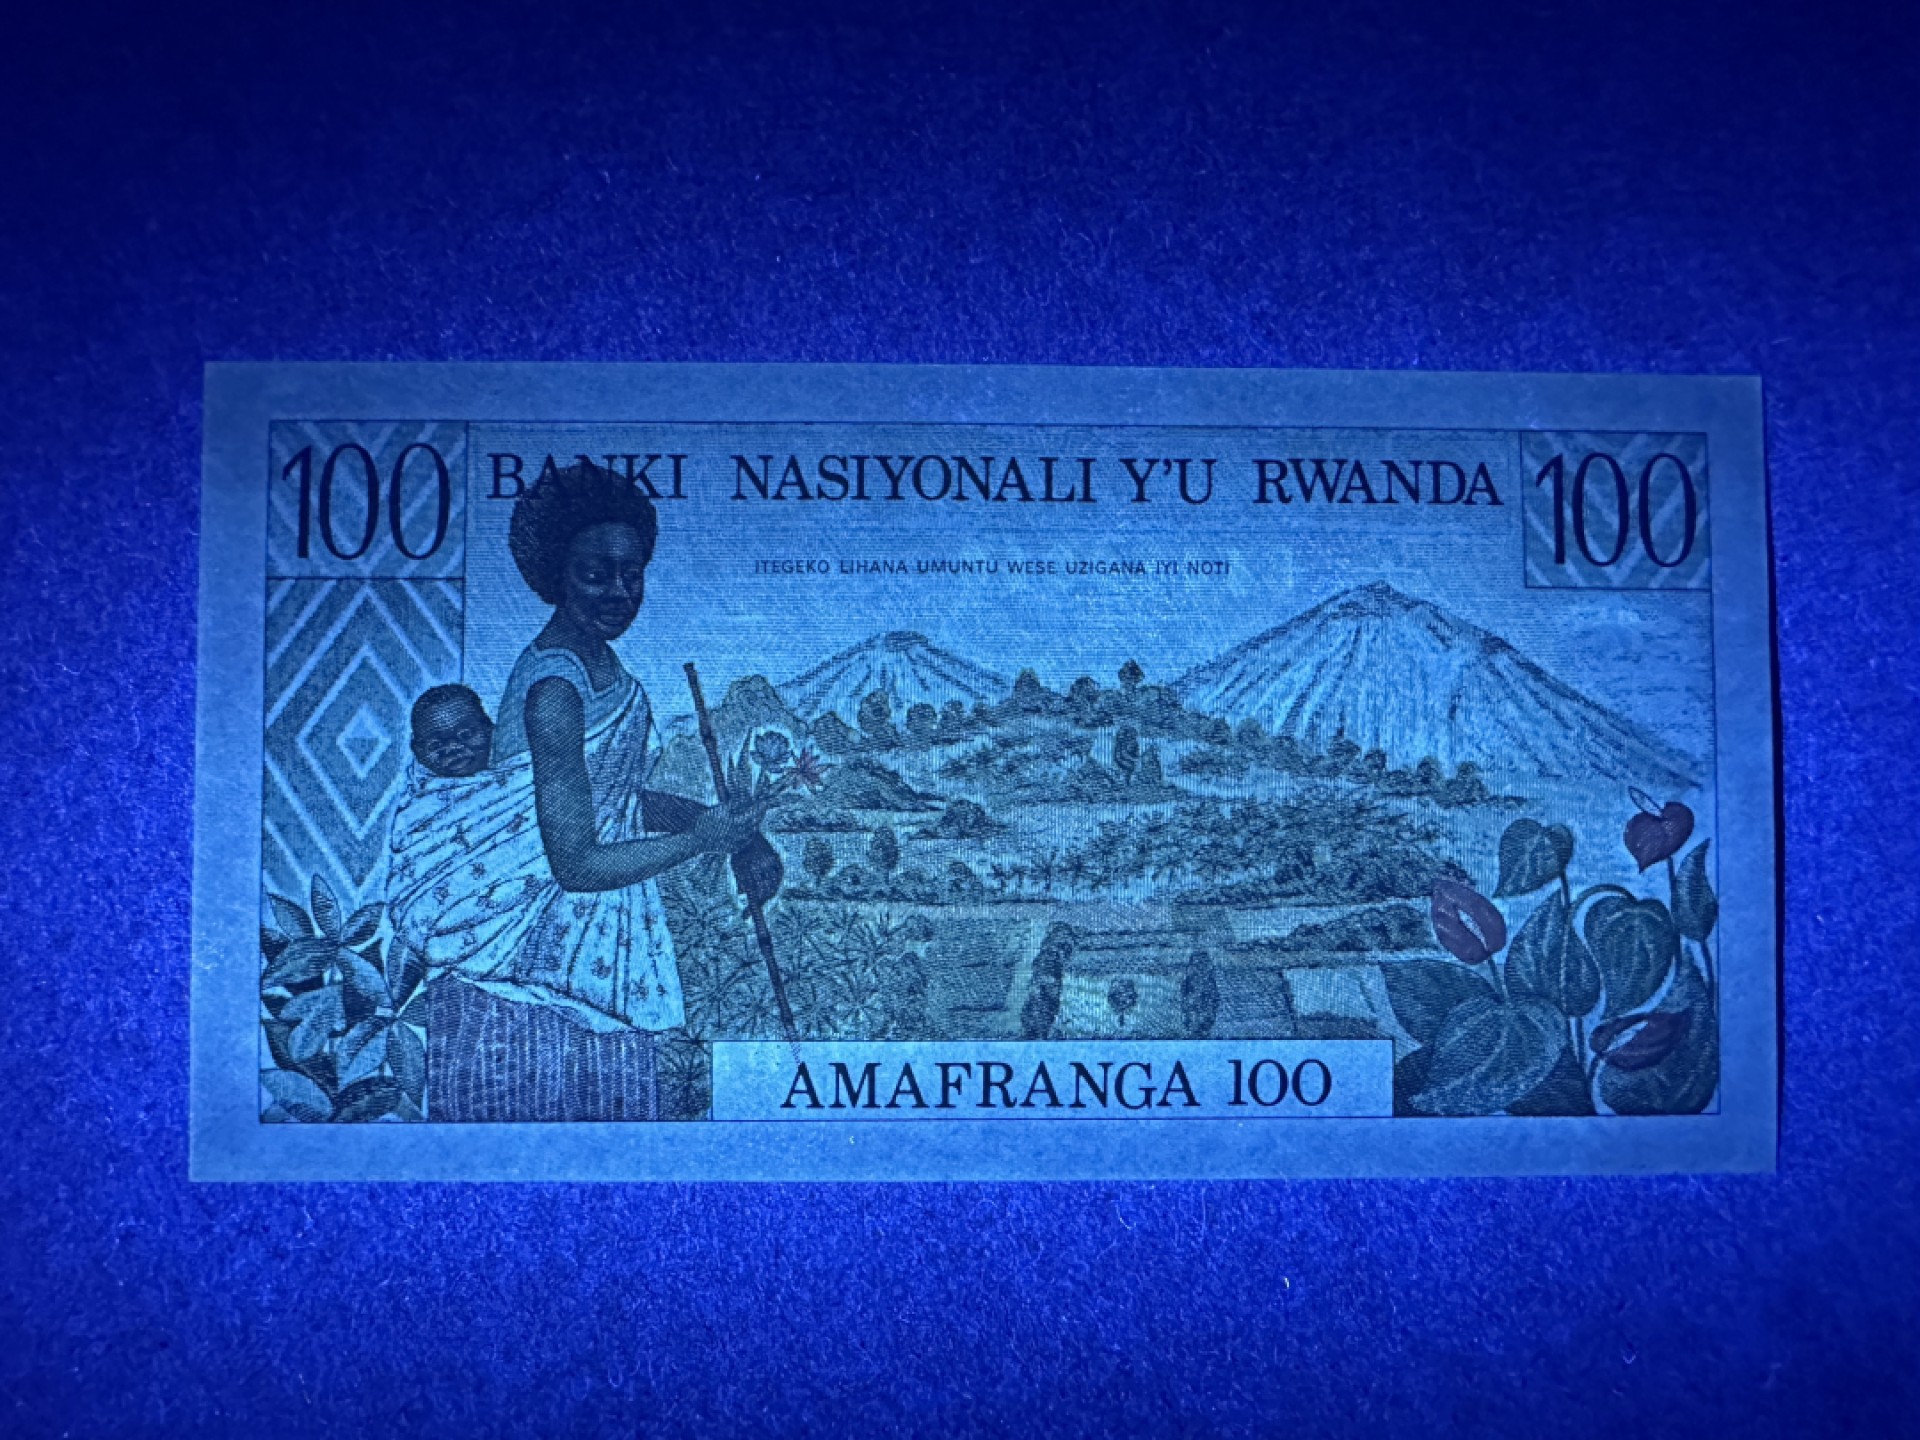 100 BANKI NASIYONALI Y'U RWANDA 100
ITEGEKO LIHANA UMUNTU WESE UZIGANA IYI NOTI
AMAFRANGA 100